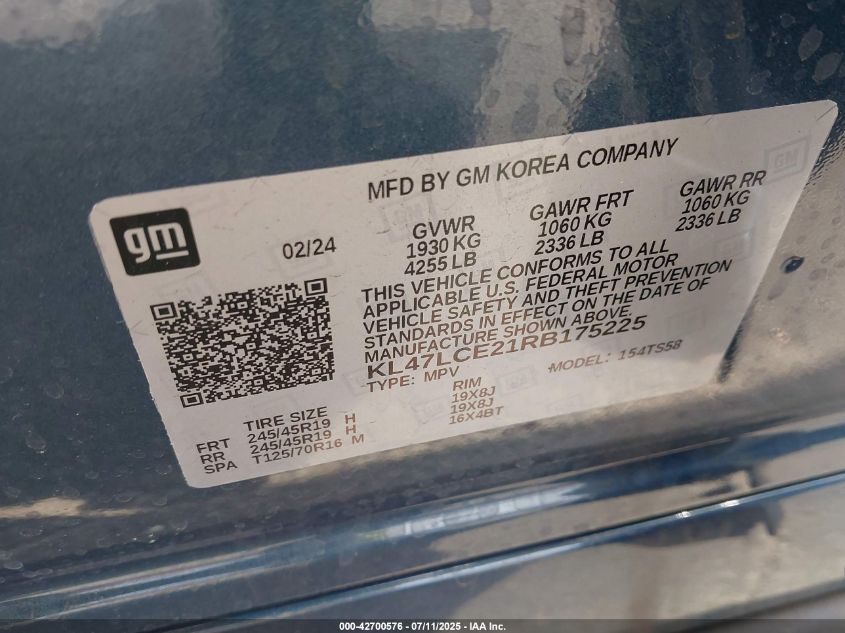 MFD BY GM KOREA COMPANY
gm
02/24
GVWR
1930 KG
4255 LB
GAWR FRT
1060 KG
2336 LB
GAWR RR
1060 KG
2336 LB
THIS VEHICLE CONFORMS TO ALL
APPLICABLE U.S. FEDERAL MOTOR
VEHICLE SAFETY AND THEFT PREVENTION
STANDARDS IN EFFECT ON THE DATE OF
MANUFACTURE SHOWN ABOVE.
KL47LCE21RB175225
TYPE: MPV
MODEL: 154TS58
TIRE SIZE
RIM
FRT 245/45R19 H 19X8J
RR 245/45R19 H 19X8J
SPA T125/70R16 M 16X4BT
000-42700576 - 07/11/2025 - IAA Inc.